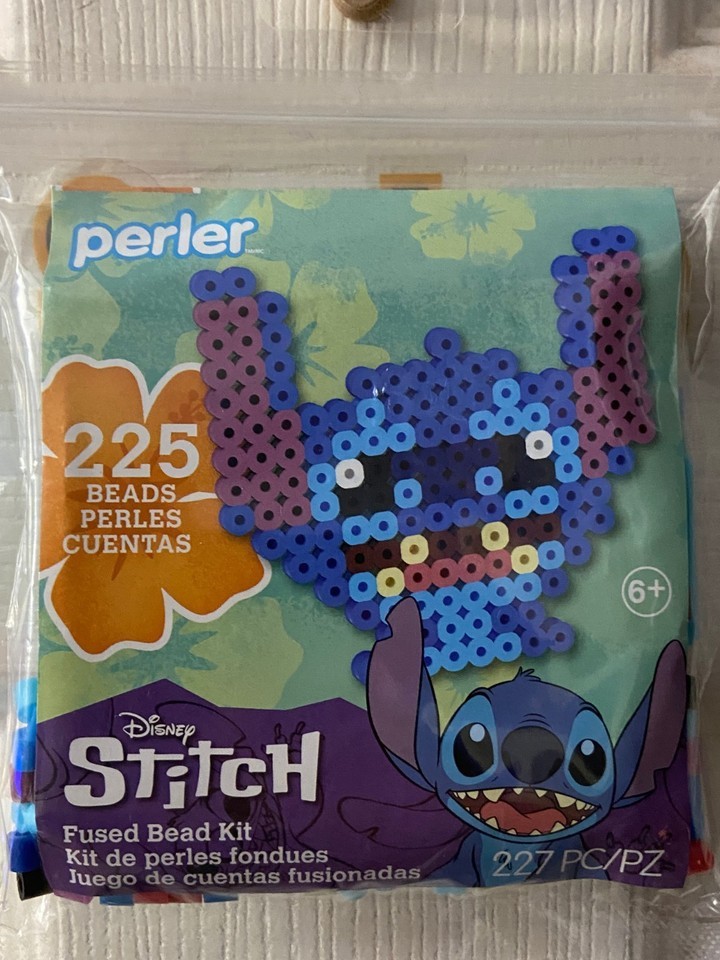 perler
225
BEADS
PERLES
CUENTAS
6+
Disney
Stitch
Fused Bead Kit
Kit de perles fondues
Juego de cuentas fusionadas
227 PC/PZ